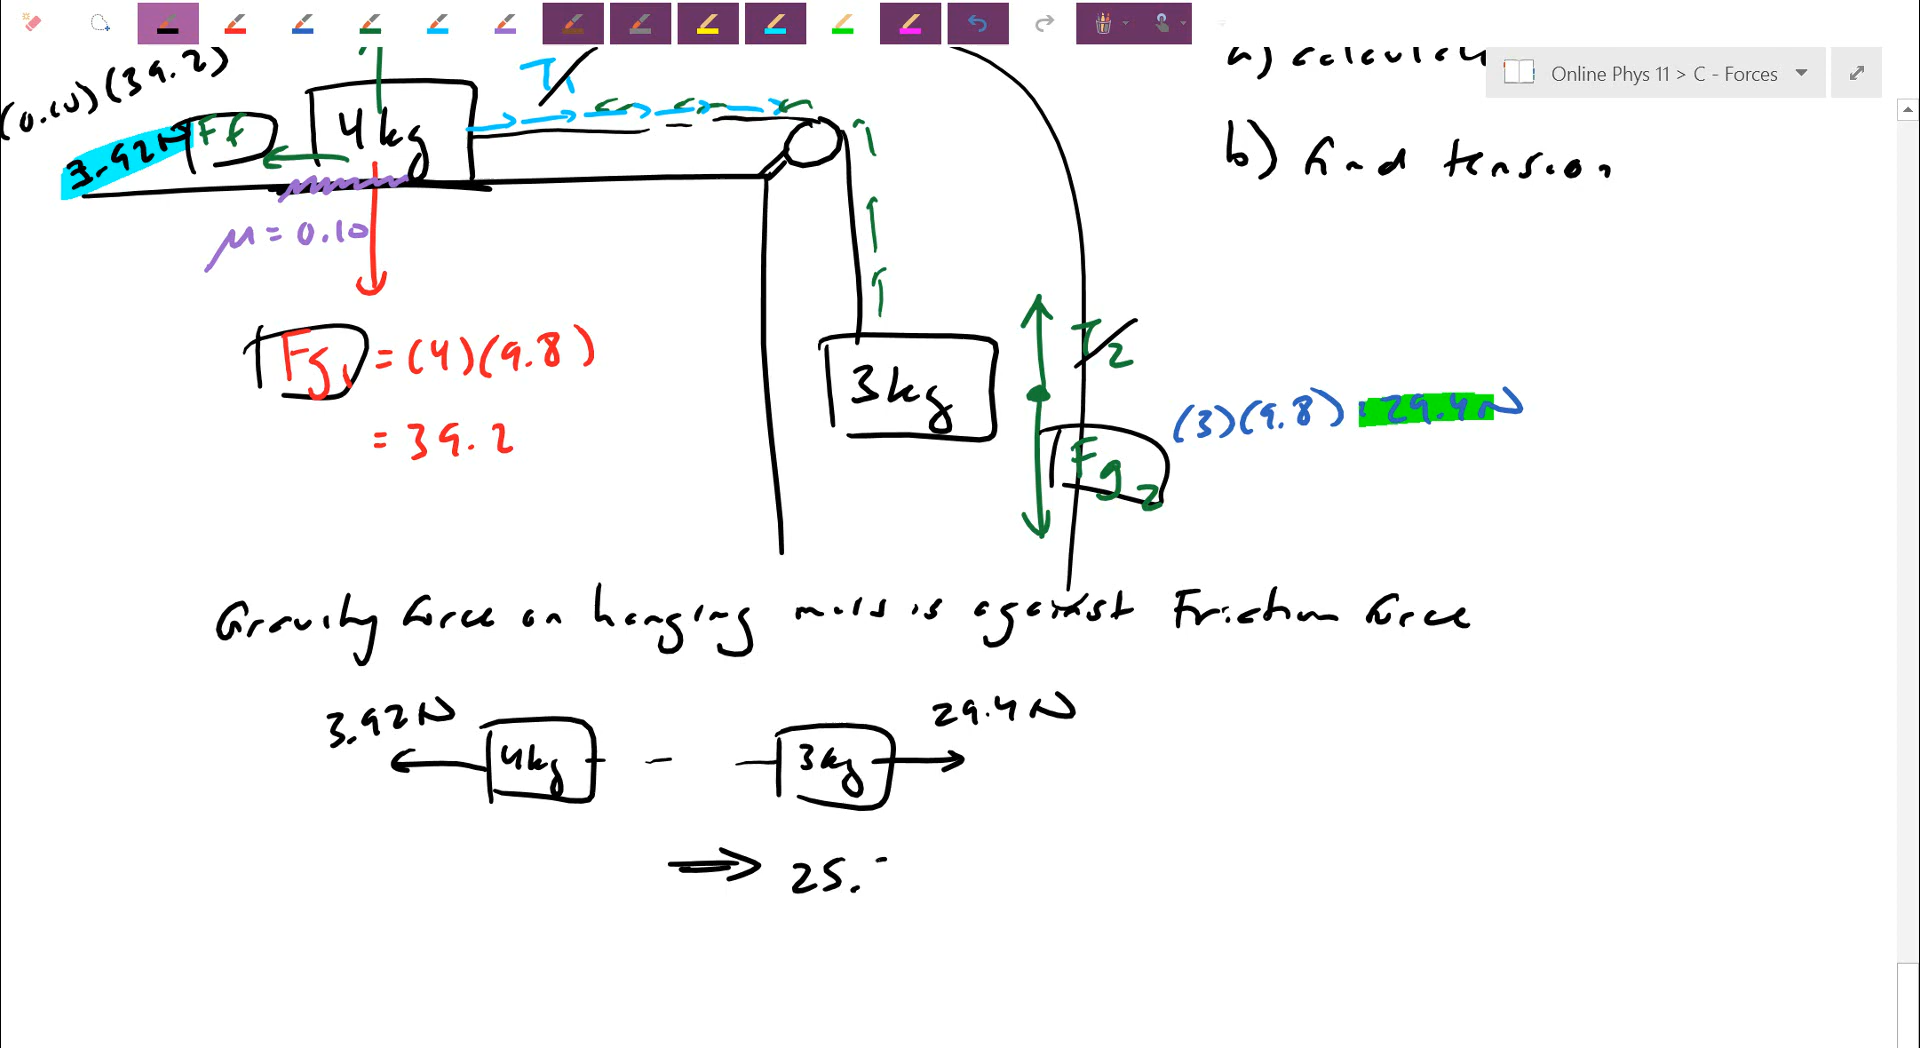 a) calculate
Online Phys 11 > C - Forces
(0.10)(39.2)
T1
3.92N
Ff
4kg
b) find tension
μ = 0.10
Fg1 = (4)(9.8)
= 39.2
3kg
T2
(3)(9.8) = 29.4N
Fg2
Gravity force on hanging mass is against Friction force
3.92N
29.4N
4kg
3kg
⇒ 25.